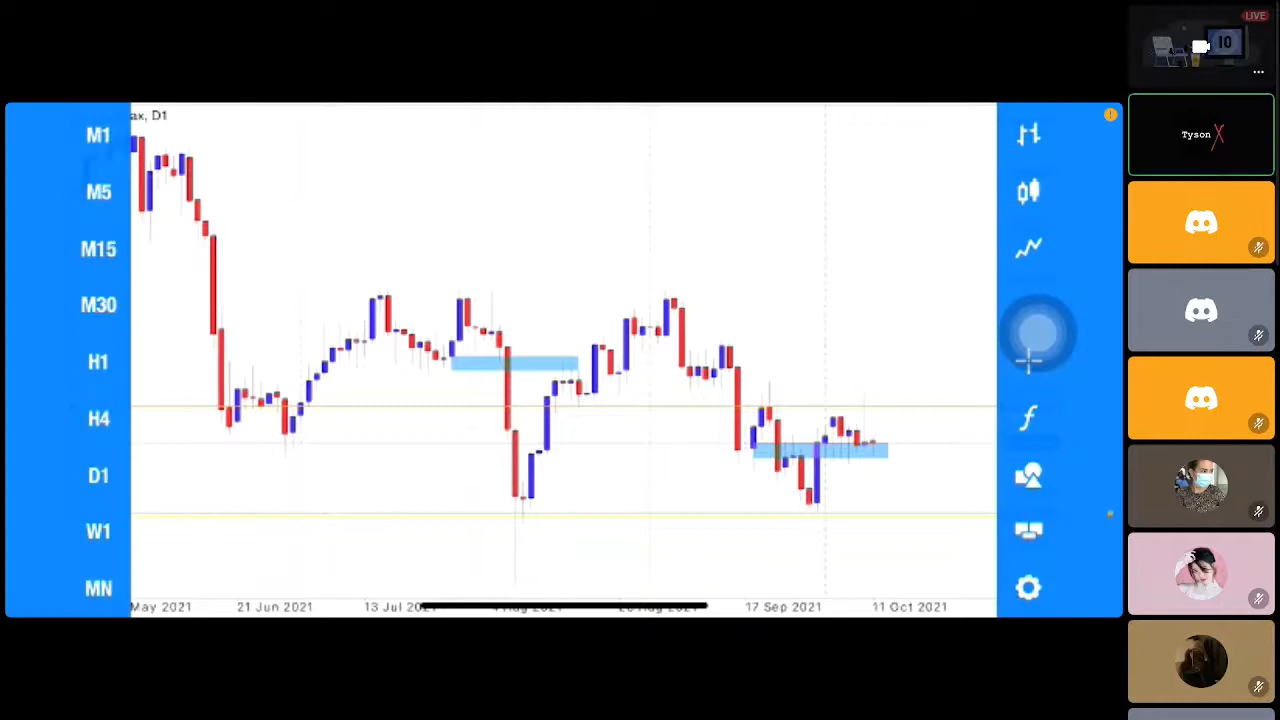 ax, D1
M1
M5
M15
M30
H1
H4
D1
W1
MN
May 2021
21 Jun 2021
13 Jul 2021
17 Sep 2021
11 Oct 2021
LIVE
10
Tyson X